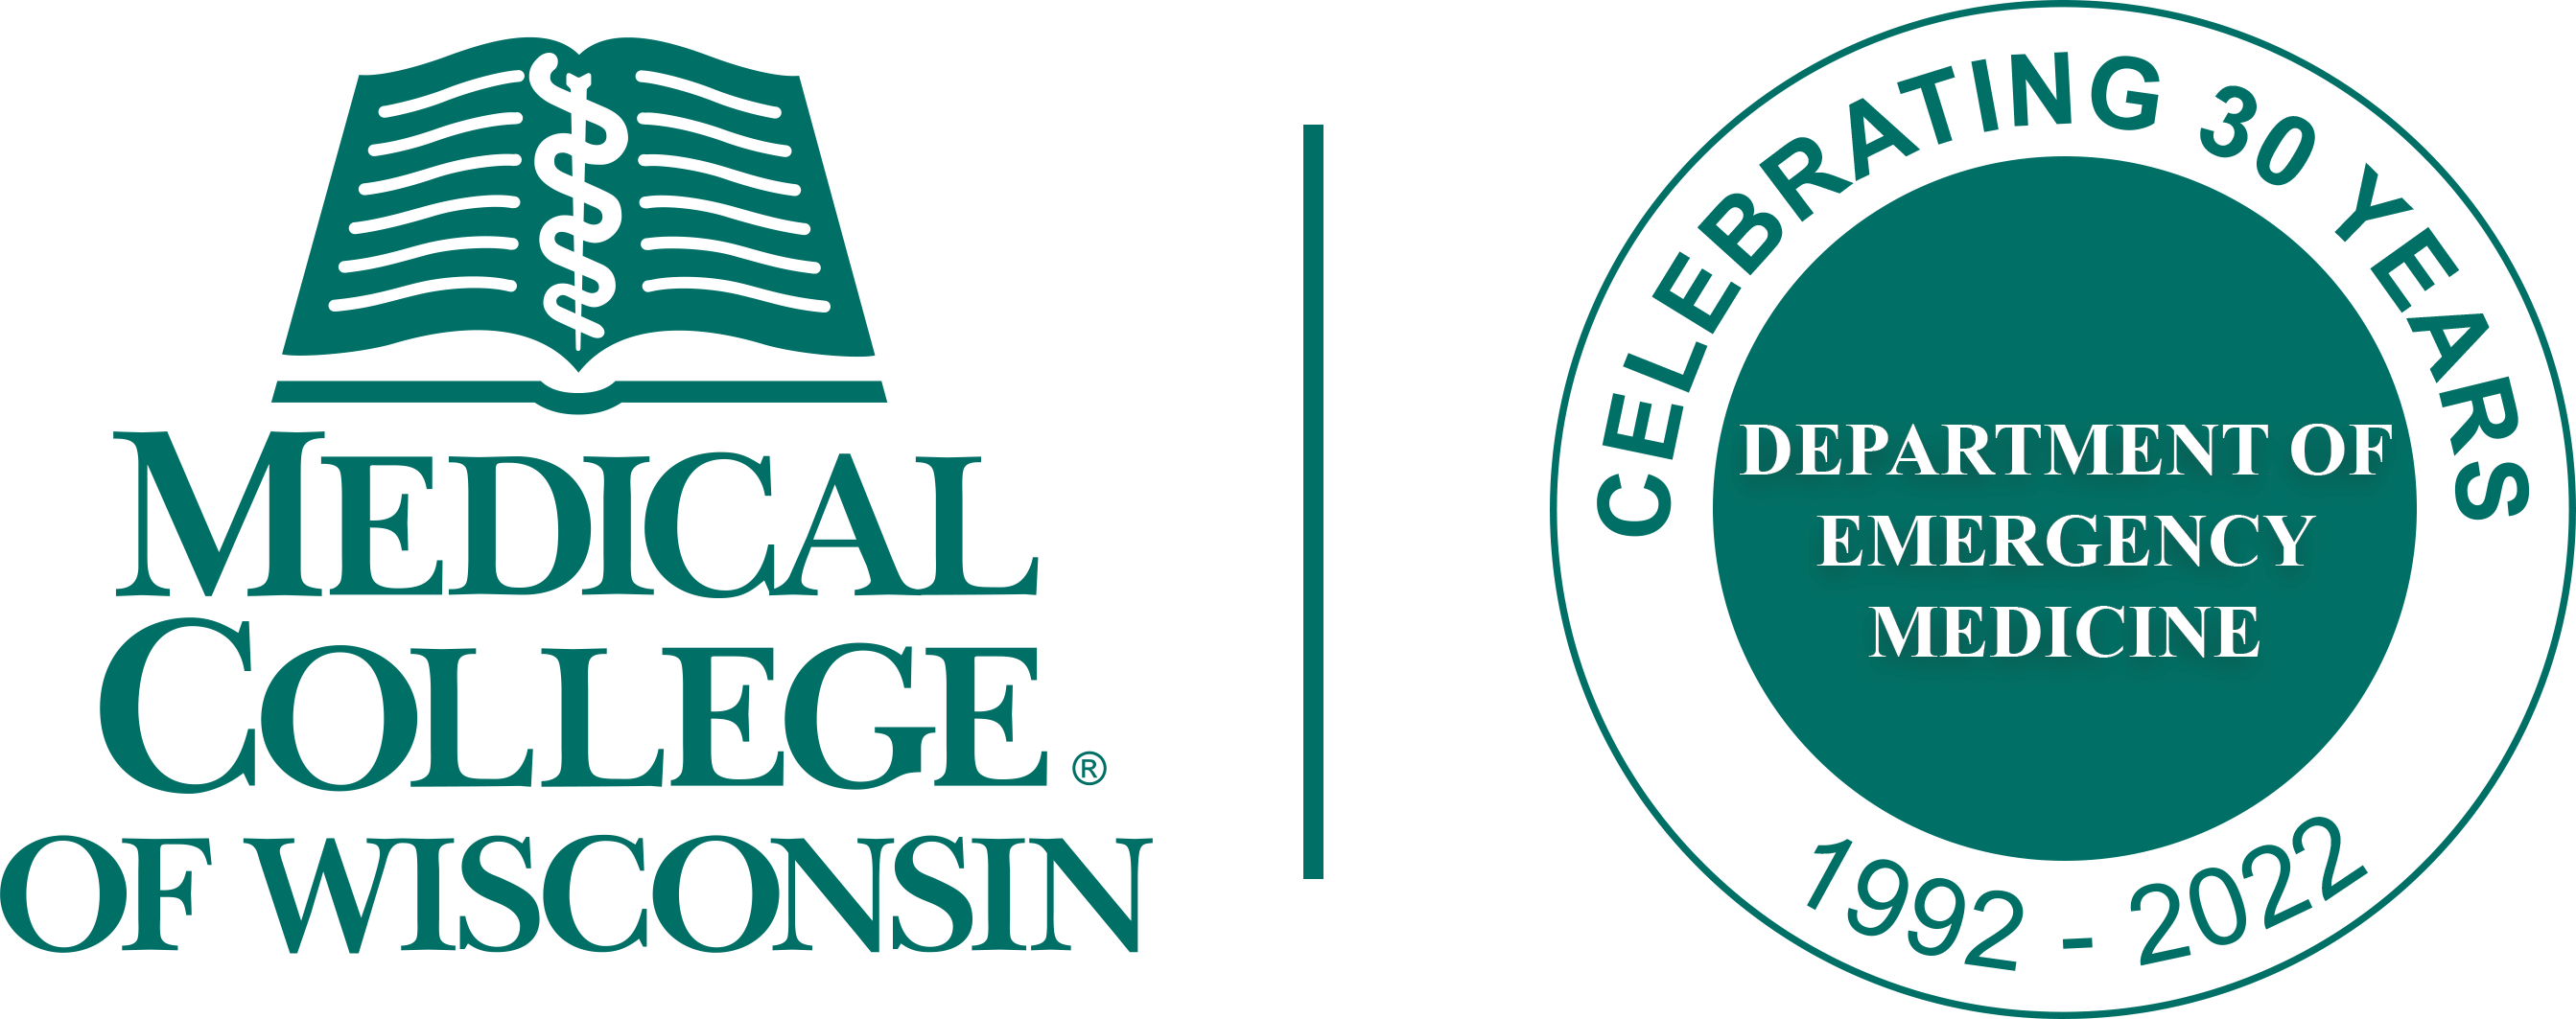 MEDICAL
COLLEGE®
OF WISCONSIN
CELEBRATING 30 YEARS
DEPARTMENT OF
EMERGENCY
MEDICINE
1992 - 2022